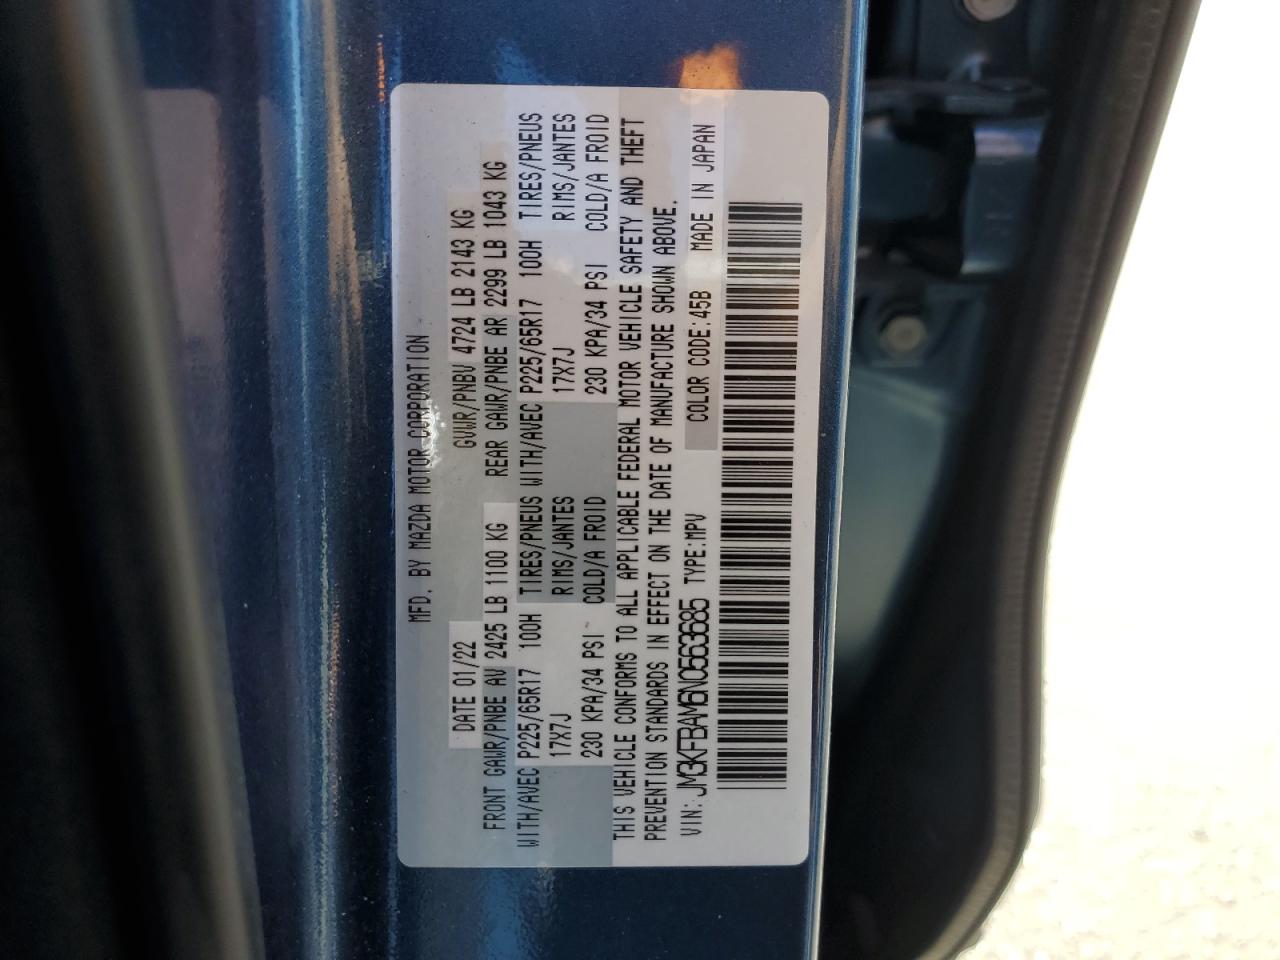 MFD. BY MAZDA MOTOR CORPORATION
DATE 01/22 GVWR/PNBV 4724 LB 2143 KG
FRONT GAWR/PNBE AV 2425 LB 1100 KG REAR GAWR/PNBE AR 2299 LB 1043 KG
WITH/AVEC P225/65R17 100H TIRES/PNEUS WITH/AVEC P225/65R17 100H TIRES/PNEUS
17X7J RIMS/JANTES 17X7J RIMS/JANTES
230 KPA/34 PSI COLD/A FROID 230 KPA/34 PSI COLD/A FROID
THIS VEHICLE CONFORMS TO ALL APPLICABLE FEDERAL MOTOR VEHICLE SAFETY AND THEFT
PREVENTION STANDARDS IN EFFECT ON THE DATE OF MANUFACTURE SHOWN ABOVE.
VIN: JM3KFBAM6N0563685 TYPE:MPV COLOR CODE:45B MADE IN JAPAN